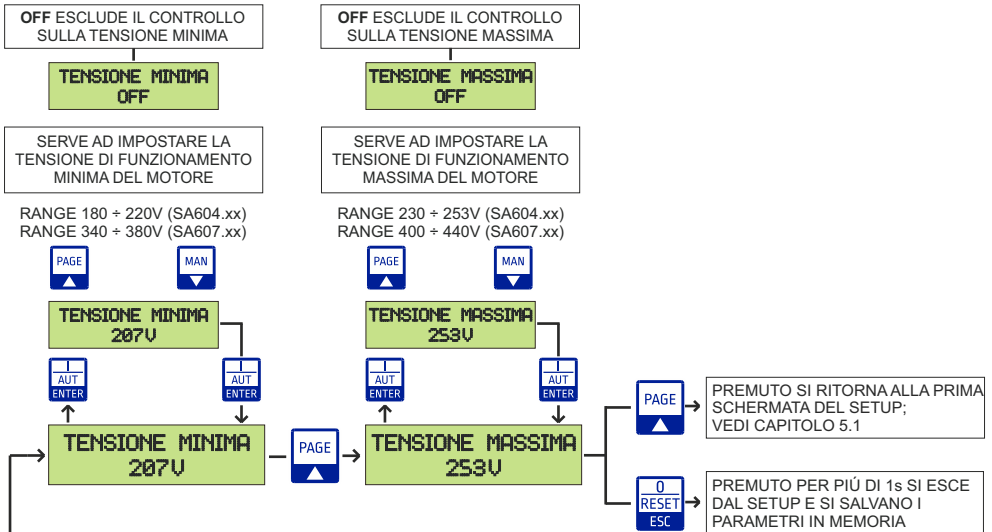 OFF ESCLUDE IL CONTROLLO
SULLA TENSIONE MINIMA
TENSIONE MINIMA
OFF
SERVE AD IMPOSTARE LA
TENSIONE DI FUNZIONAMENTO
MINIMA DEL MOTORE
RANGE 180 ÷ 220V (SA604.xx)
RANGE 340 ÷ 380V (SA607.xx)
PAGE
MAN
TENSIONE MINIMA
207V
I
AUT
ENTER
I
AUT
ENTER
TENSIONE MINIMA
207V
PAGE
OFF ESCLUDE IL CONTROLLO
SULLA TENSIONE MASSIMA
TENSIONE MASSIMA
OFF
SERVE AD IMPOSTARE LA
TENSIONE DI FUNZIONAMENTO
MASSIMA DEL MOTORE
RANGE 230 ÷ 253V (SA604.xx)
RANGE 400 ÷ 440V (SA607.xx)
PAGE
MAN
TENSIONE MASSIMA
253V
I
AUT
ENTER
I
AUT
ENTER
TENSIONE MASSIMA
253V
PAGE
PREMUTO SI RITORNA ALLA PRIMA
SCHERMATA DEL SETUP;
VEDI CAPITOLO 5.1
0
RESET
ESC
PREMUTO PER PIÚ DI 1s SI ESCE
DAL SETUP E SI SALVANO I
PARAMETRI IN MEMORIA